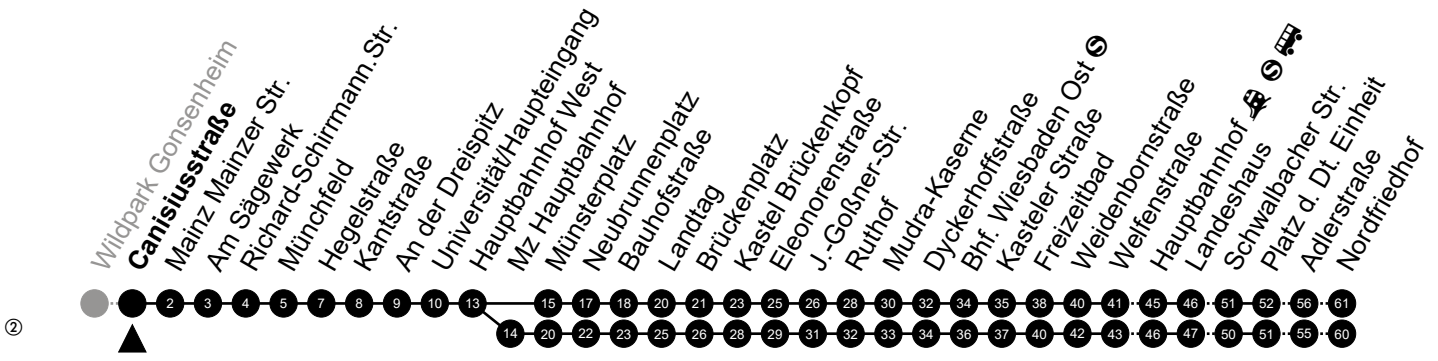 Wildpark Gonsenheim
Canisiusstraße
Mainz Mainzer Str.
Am Sägewerk
Richard-Schirrmann.Str.
Münchfeld
Hegelstraße
Kantstraße
An der Dreispitz
Universität/Haupteingang
Hauptbahnhof West
Mz Hauptbahnhof
Münsterplatz
Neubrunnenplatz
Bauhofstraße
Landtag
Brückenplatz
Kastel Brückenkopf
Eleonorenstraße
J.-Goßner-Str.
Ruthof
Mudra-Kaserne
Dyckerhoffstraße
Bhf. Wiesbaden Ost S
Kasteler Straße
Freizeitbad
Weidenbornstraße
Welfenstraße
Hauptbahnhof S
Landeshaus
Schwalbacher Str.
Platz d. Dt. Einheit
Adlerstraße
Nordfriedhof
2 3 4 5 7 8 9 10 13 15 17 18 20 21 23 25 26 28 30 32 34 35 38 40 41 45 46 51 52 56 61
② 14 20 22 23 25 26 28 29 31 32 33 34 36 37 40 42 43 46 47 50 51 55 60